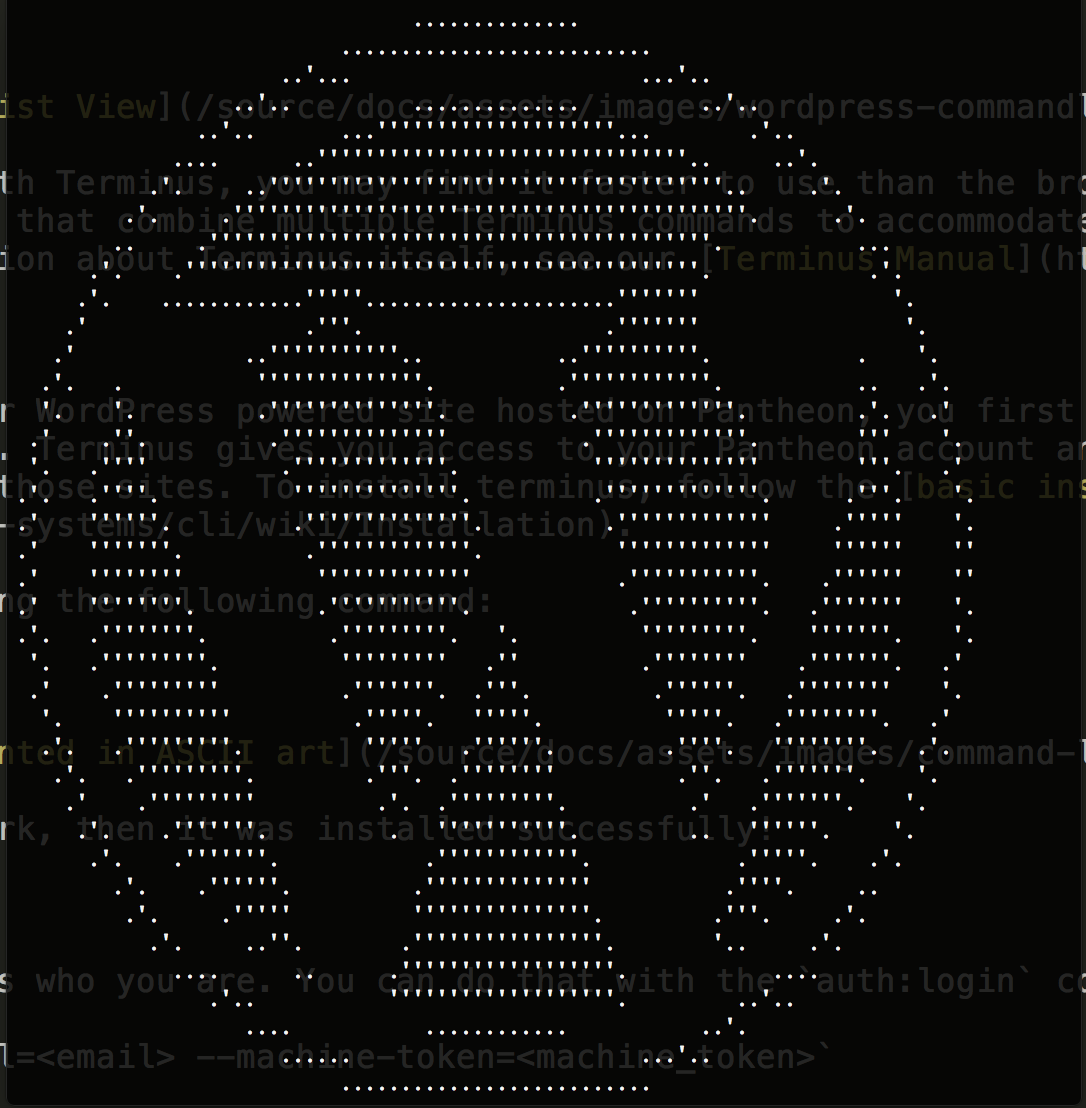 ist View](/source/docs/assets/images/wordpress-commandl
th Terminus, you may find it faster to use than the bro
that combine multiple Terminus commands to accommodate
ion about Terminus itself, see our [Terminus Manual](ht
r WordPress powered site hosted on Pantheon, you first
. Terminus gives you access to your Pantheon account an
those sites. To install terminus, follow the [basic ins
-systems/cli/wiki/Installation).
ng the following command:
nted in ASCII art](/source/docs/assets/images/command-l
rk, then it was installed successfully!
s who you are. You can do that with the `auth:login` co
l=<email> --machine-token=<machine_token>`